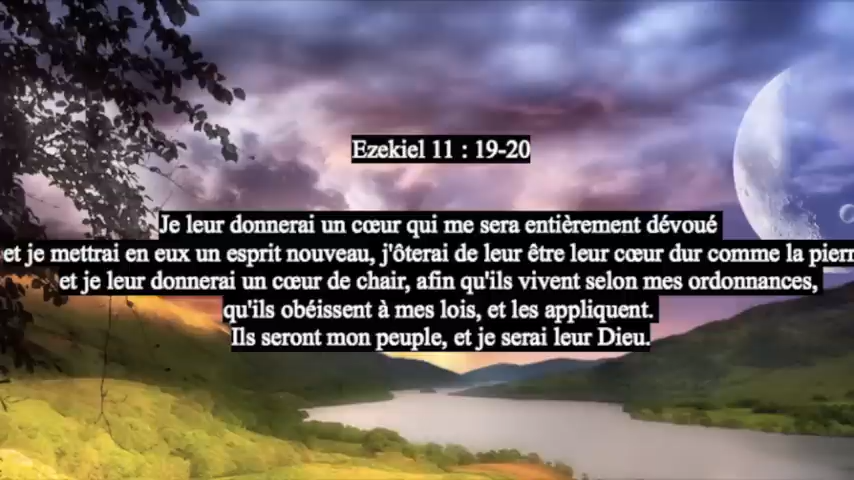 Ezekiel 11 : 19-20
Je leur donnerai un cœur qui me sera entièrement dévoué
et je mettrai en eux un esprit nouveau, j'ôterai de leur être leur cœur dur comme la
et je leur donnerai un cœur de chair, afin qu'ils vivent selon mes ordonnances,
qu'ils obéissent à mes lois, et les appliquent.
Ils seront mon peuple, et je serai leur Dieu.